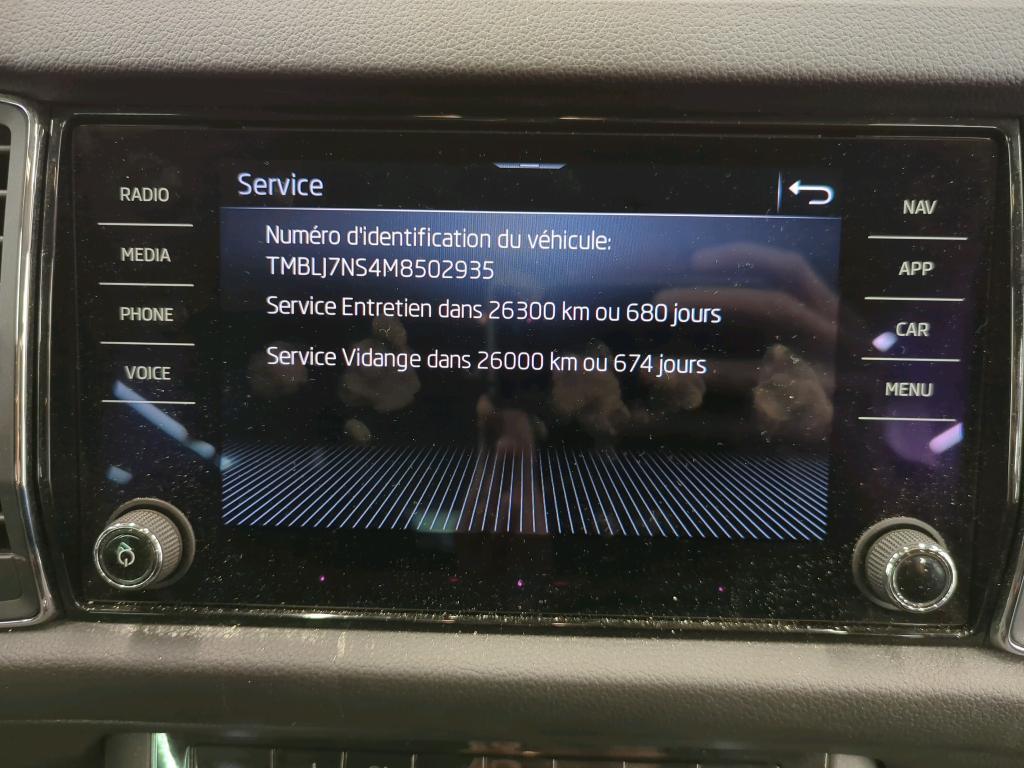 Service
RADIO
MEDIA
PHONE
VOICE
Numéro d'identification du véhicule:
TMBLJ7NS4M8502935
Service Entretien dans 26300 km ou 680 jours
Service Vidange dans 26000 km ou 674 jours
NAV
APP
CAR
MENU